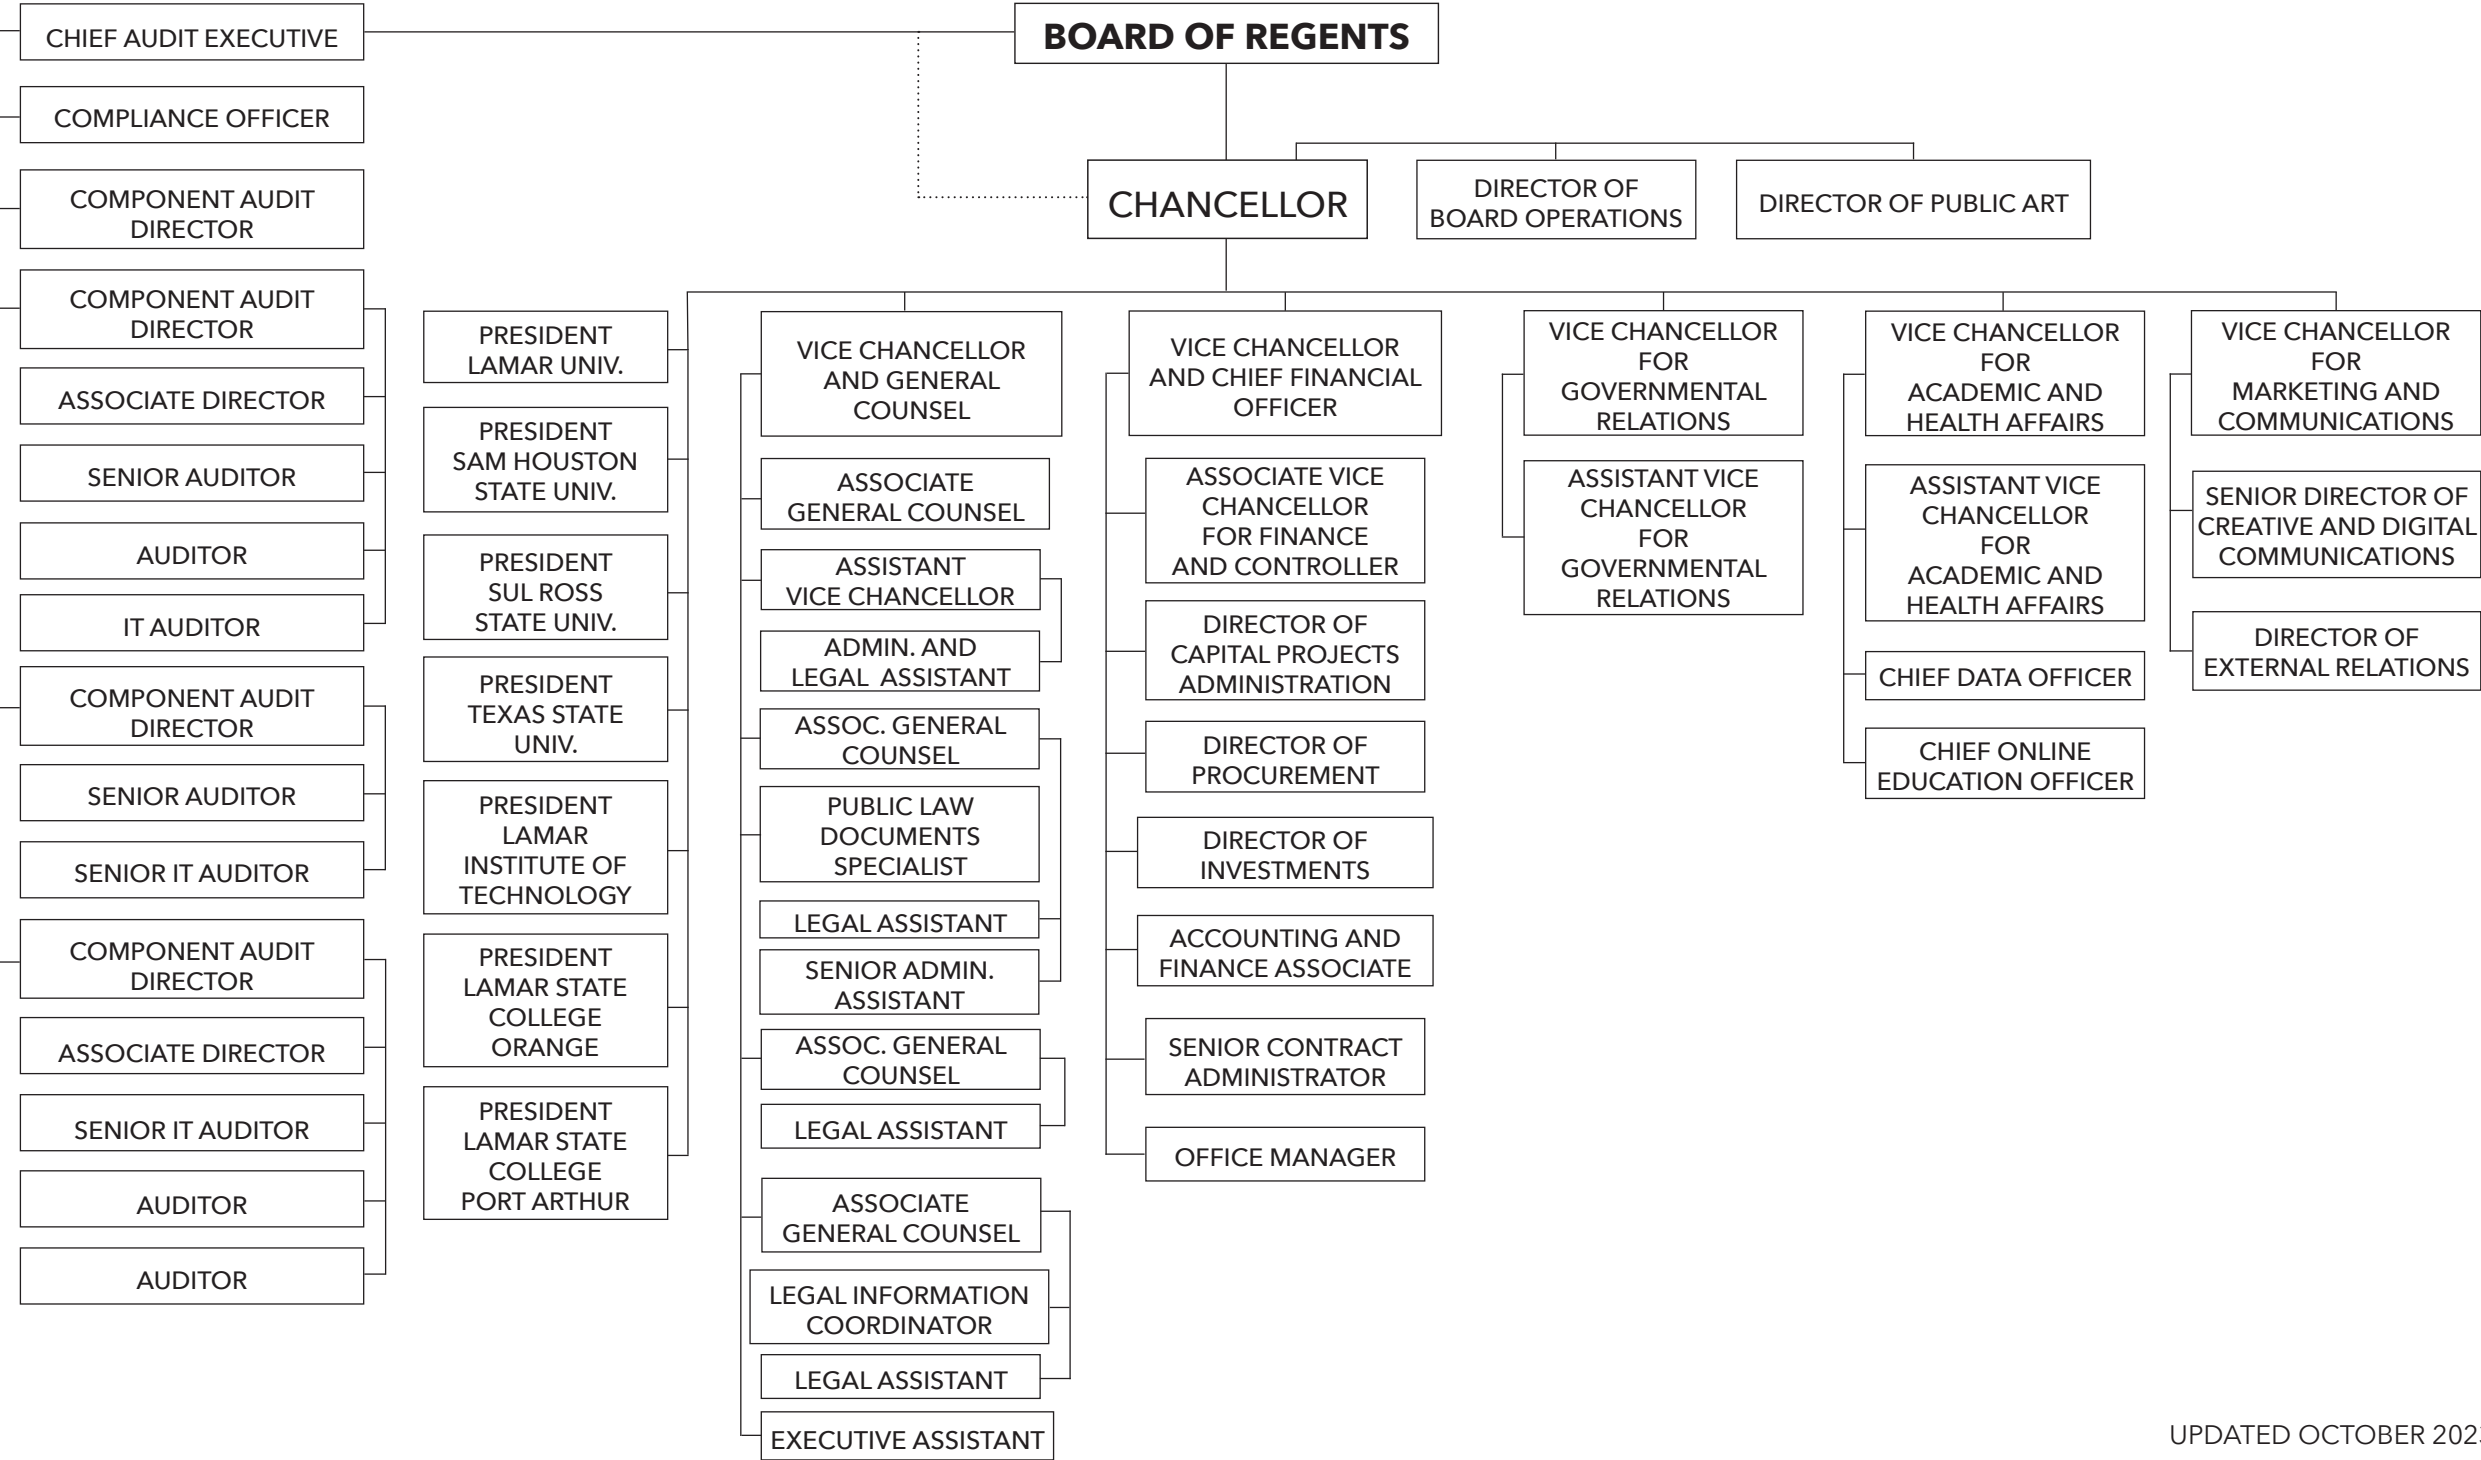 BOARD OF REGENTS
CHIEF AUDIT EXECUTIVE
COMPLIANCE OFFICER
COMPONENT AUDIT
DIRECTOR
COMPONENT AUDIT
DIRECTOR
ASSOCIATE DIRECTOR
SENIOR AUDITOR
AUDITOR
IT AUDITOR
COMPONENT AUDIT
DIRECTOR
SENIOR AUDITOR
SENIOR IT AUDITOR
COMPONENT AUDIT
DIRECTOR
ASSOCIATE DIRECTOR
SENIOR IT AUDITOR
AUDITOR
AUDITOR
CHANCELLOR
DIRECTOR OF
BOARD OPERATIONS
DIRECTOR OF PUBLIC ART
PRESIDENT
LAMAR UNIV.
PRESIDENT
SAM HOUSTON
STATE UNIV.
PRESIDENT
SUL ROSS
STATE UNIV.
PRESIDENT
TEXAS STATE
UNIV.
PRESIDENT
LAMAR
INSTITUTE OF
TECHNOLOGY
PRESIDENT
LAMAR STATE
COLLEGE
ORANGE
PRESIDENT
LAMAR STATE
COLLEGE
PORT ARTHUR
VICE CHANCELLOR
AND GENERAL
COUNSEL
ASSOCIATE
GENERAL COUNSEL
ASSISTANT
VICE CHANCELLOR
ADMIN. AND
LEGAL ASSISTANT
ASSOC. GENERAL
COUNSEL
PUBLIC LAW
DOCUMENTS
SPECIALIST
LEGAL ASSISTANT
SENIOR ADMIN.
ASSISTANT
ASSOC. GENERAL
COUNSEL
LEGAL ASSISTANT
ASSOCIATE
GENERAL COUNSEL
LEGAL INFORMATION
COORDINATOR
LEGAL ASSISTANT
EXECUTIVE ASSISTANT
VICE CHANCELLOR
AND CHIEF FINANCIAL
OFFICER
ASSOCIATE VICE
CHANCELLOR
FOR FINANCE
AND CONTROLLER
DIRECTOR OF
CAPITAL PROJECTS
ADMINISTRATION
DIRECTOR OF
PROCUREMENT
DIRECTOR OF
INVESTMENTS
ACCOUNTING AND
FINANCE ASSOCIATE
SENIOR CONTRACT
ADMINISTRATOR
OFFICE MANAGER
VICE CHANCELLOR
FOR
GOVERNMENTAL
RELATIONS
ASSISTANT VICE
CHANCELLOR
FOR
GOVERNMENTAL
RELATIONS
VICE CHANCELLOR
FOR
ACADEMIC AND
HEALTH AFFAIRS
ASSISTANT VICE
CHANCELLOR
FOR
ACADEMIC AND
HEALTH AFFAIRS
CHIEF DATA OFFICER
CHIEF ONLINE
EDUCATION OFFICER
VICE CHANCELLOR
FOR
MARKETING AND
COMMUNICATIONS
SENIOR DIRECTOR OF
CREATIVE AND DIGITAL
COMMUNICATIONS
DIRECTOR OF
EXTERNAL RELATIONS
UPDATED OCTOBER 2023